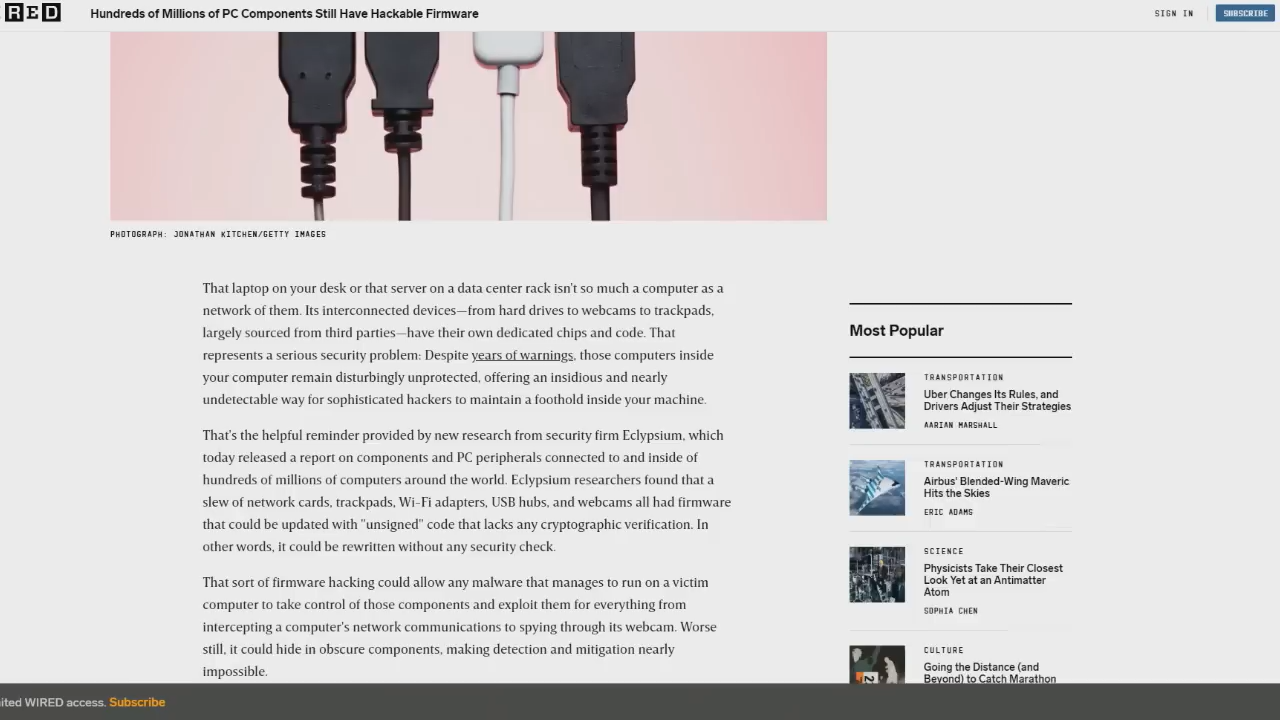 RED
Hundreds of Millions of PC Components Still Have Hackable Firmware
SIGN IN
SUBSCRIBE
PHOTOGRAPH: JONATHAN KITCHEN/GETTY IMAGES
That laptop on your desk or that server on a data center rack isn't so much a computer as a
network of them. Its interconnected devices—from hard drives to webcams to trackpads,
largely sourced from third parties—have their own dedicated chips and code. That
represents a serious security problem: Despite years of warnings, those computers inside
your computer remain disturbingly unprotected, offering an insidious and nearly
undetectable way for sophisticated hackers to maintain a foothold inside your machine.
That's the helpful reminder provided by new research from security firm Eclypsium, which
today released a report on components and PC peripherals connected to and inside of
hundreds of millions of computers around the world. Eclypsium researchers found that a
slew of network cards, trackpads, Wi-Fi adapters, USB hubs, and webcams all had firmware
that could be updated with "unsigned" code that lacks any cryptographic verification. In
other words, it could be rewritten without any security check.
That sort of firmware hacking could allow any malware that manages to run on a victim
computer to take control of those components and exploit them for everything from
intercepting a computer's network communications to spying through its webcam. Worse
still, it could hide in obscure components, making detection and mitigation nearly
impossible.
Most Popular
TRANSPORTATION
Uber Changes Its Rules, and
Drivers Adjust Their Strategies
AARIAN MARSHALL
TRANSPORTATION
Airbus' Blended-Wing Maveric
Hits the Skies
ERIC ADAMS
SCIENCE
Physicists Take Their Closest
Look Yet at an Antimatter
Atom
SOPHIA CHEN
CULTURE
Going the Distance (and
Beyond) to Catch Marathon
ited WIRED access. Subscribe